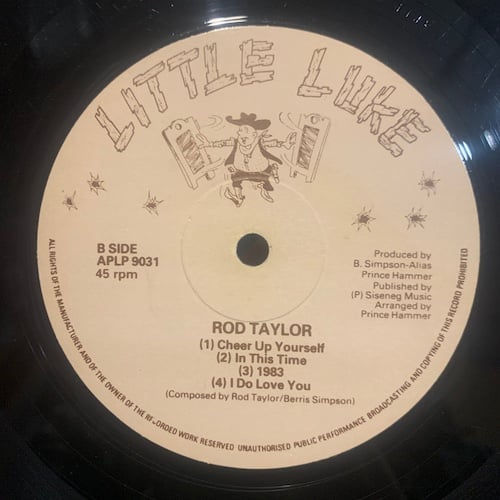 LITTLE LUKE
B SIDE
APLP 9031
45 rpm
Produced by
B. Simpson-Alias
Prince Hammer
Published by
(P) Siseneg Music
Arranged by
Prince Hammer
ROD TAYLOR
(1) Cheer Up Yourself
(2) In This Time
(3) 1983
(4) I Do Love You
(Composed by Rod Taylor/Berris Simpson)
ALL RIGHTS OF THE MANUFACTURER AND OF THE OWNER OF THE RECORDED WORK RESERVED UNAUTHORISED PUBLIC PERFORMANCE BROADCASTING AND COPYING OF THIS RECORD PROHIBITED